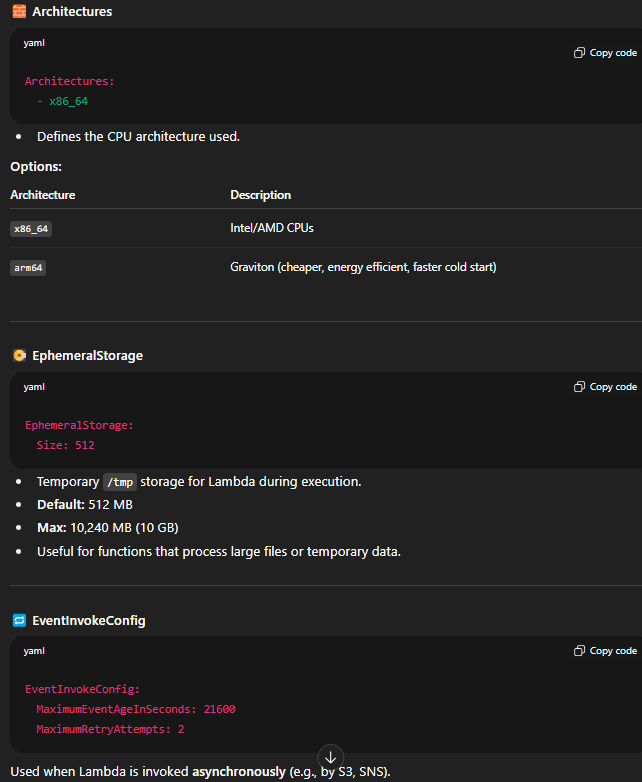 Architectures
yaml
Copy code
Architectures:
- x86_64
Defines the CPU architecture used.
Options:
Architecture Description
x86_64 Intel/AMD CPUs
arm64 Graviton (cheaper, energy efficient, faster cold start)
EphemeralStorage
yaml
Copy code
EphemeralStorage:
Size: 512
Temporary /tmp storage for Lambda during execution.
Default: 512 MB
Max: 10,240 MB (10 GB)
Useful for functions that process large files or temporary data.
EventInvokeConfig
yaml
Copy code
EventInvokeConfig:
MaximumEventAgeInSeconds: 21600
MaximumRetryAttempts: 2
Used when Lambda is invoked asynchronously (e.g., by S3, SNS).